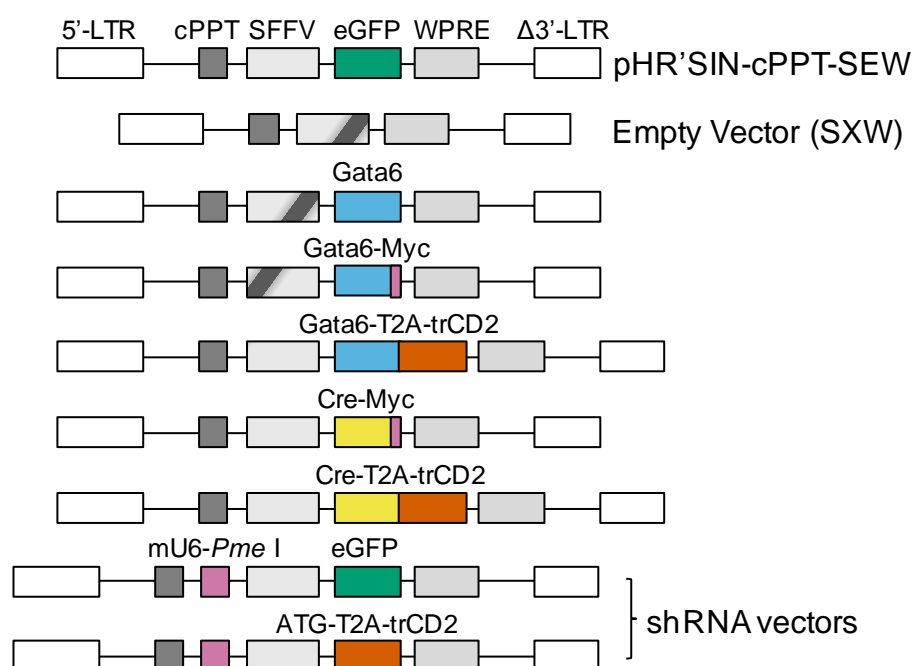 5'-LTR cPPT SFFV eGFP WPRE Δ3'-LTR
pHR'SIN-cPPT-SEW
Empty Vector (SXW)
Gata6
Gata6-Myc
Gata6-T2A-trCD2
Cre-Myc
Cre-T2A-trCD2
mU6-Pme I eGFP
ATG-T2A-trCD2
shRNA vectors